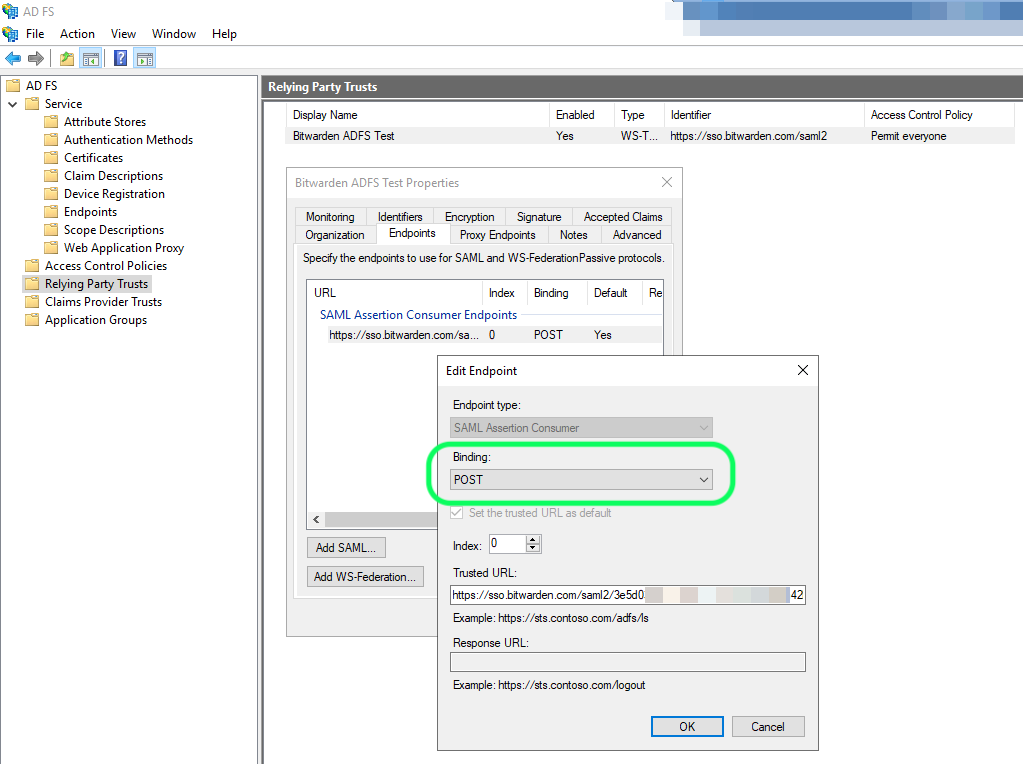 AD FS
File Action View Window Help
AD FS
Service
Attribute Stores
Authentication Methods
Certificates
Claim Descriptions
Device Registration
Endpoints
Scope Descriptions
Web Application Proxy
Access Control Policies
Relying Party Trusts
Claims Provider Trusts
Application Groups
Relying Party Trusts
Display Name Enabled Type Identifier Access Control Policy
Bitwarden ADFS Test Yes WS-T... https://sso.bitwarden.com/saml2 Permit everyone
Bitwarden ADFS Test Properties
Monitoring Identifiers Encryption Signature Accepted Claims
Organization Endpoints Proxy Endpoints Notes Advanced
Specify the endpoints to use for SAML and WS-FederationPassive protocols.
URL Index Binding Default Re
SAML Assertion Consumer Endpoints
https://sso.bitwarden.com/sa... 0 POST Yes
Add SAML...
Add WS-Federation...
Edit Endpoint
Endpoint type:
SAML Assertion Consumer
Binding:
POST
Set the trusted URL as default
Index: 0
Trusted URL:
https://sso.bitwarden.com/saml2/3e5d0 42
Example: https://sts.contoso.com/adfs/ls
Response URL:
Example: https://sts.contoso.com/logout
OK Cancel